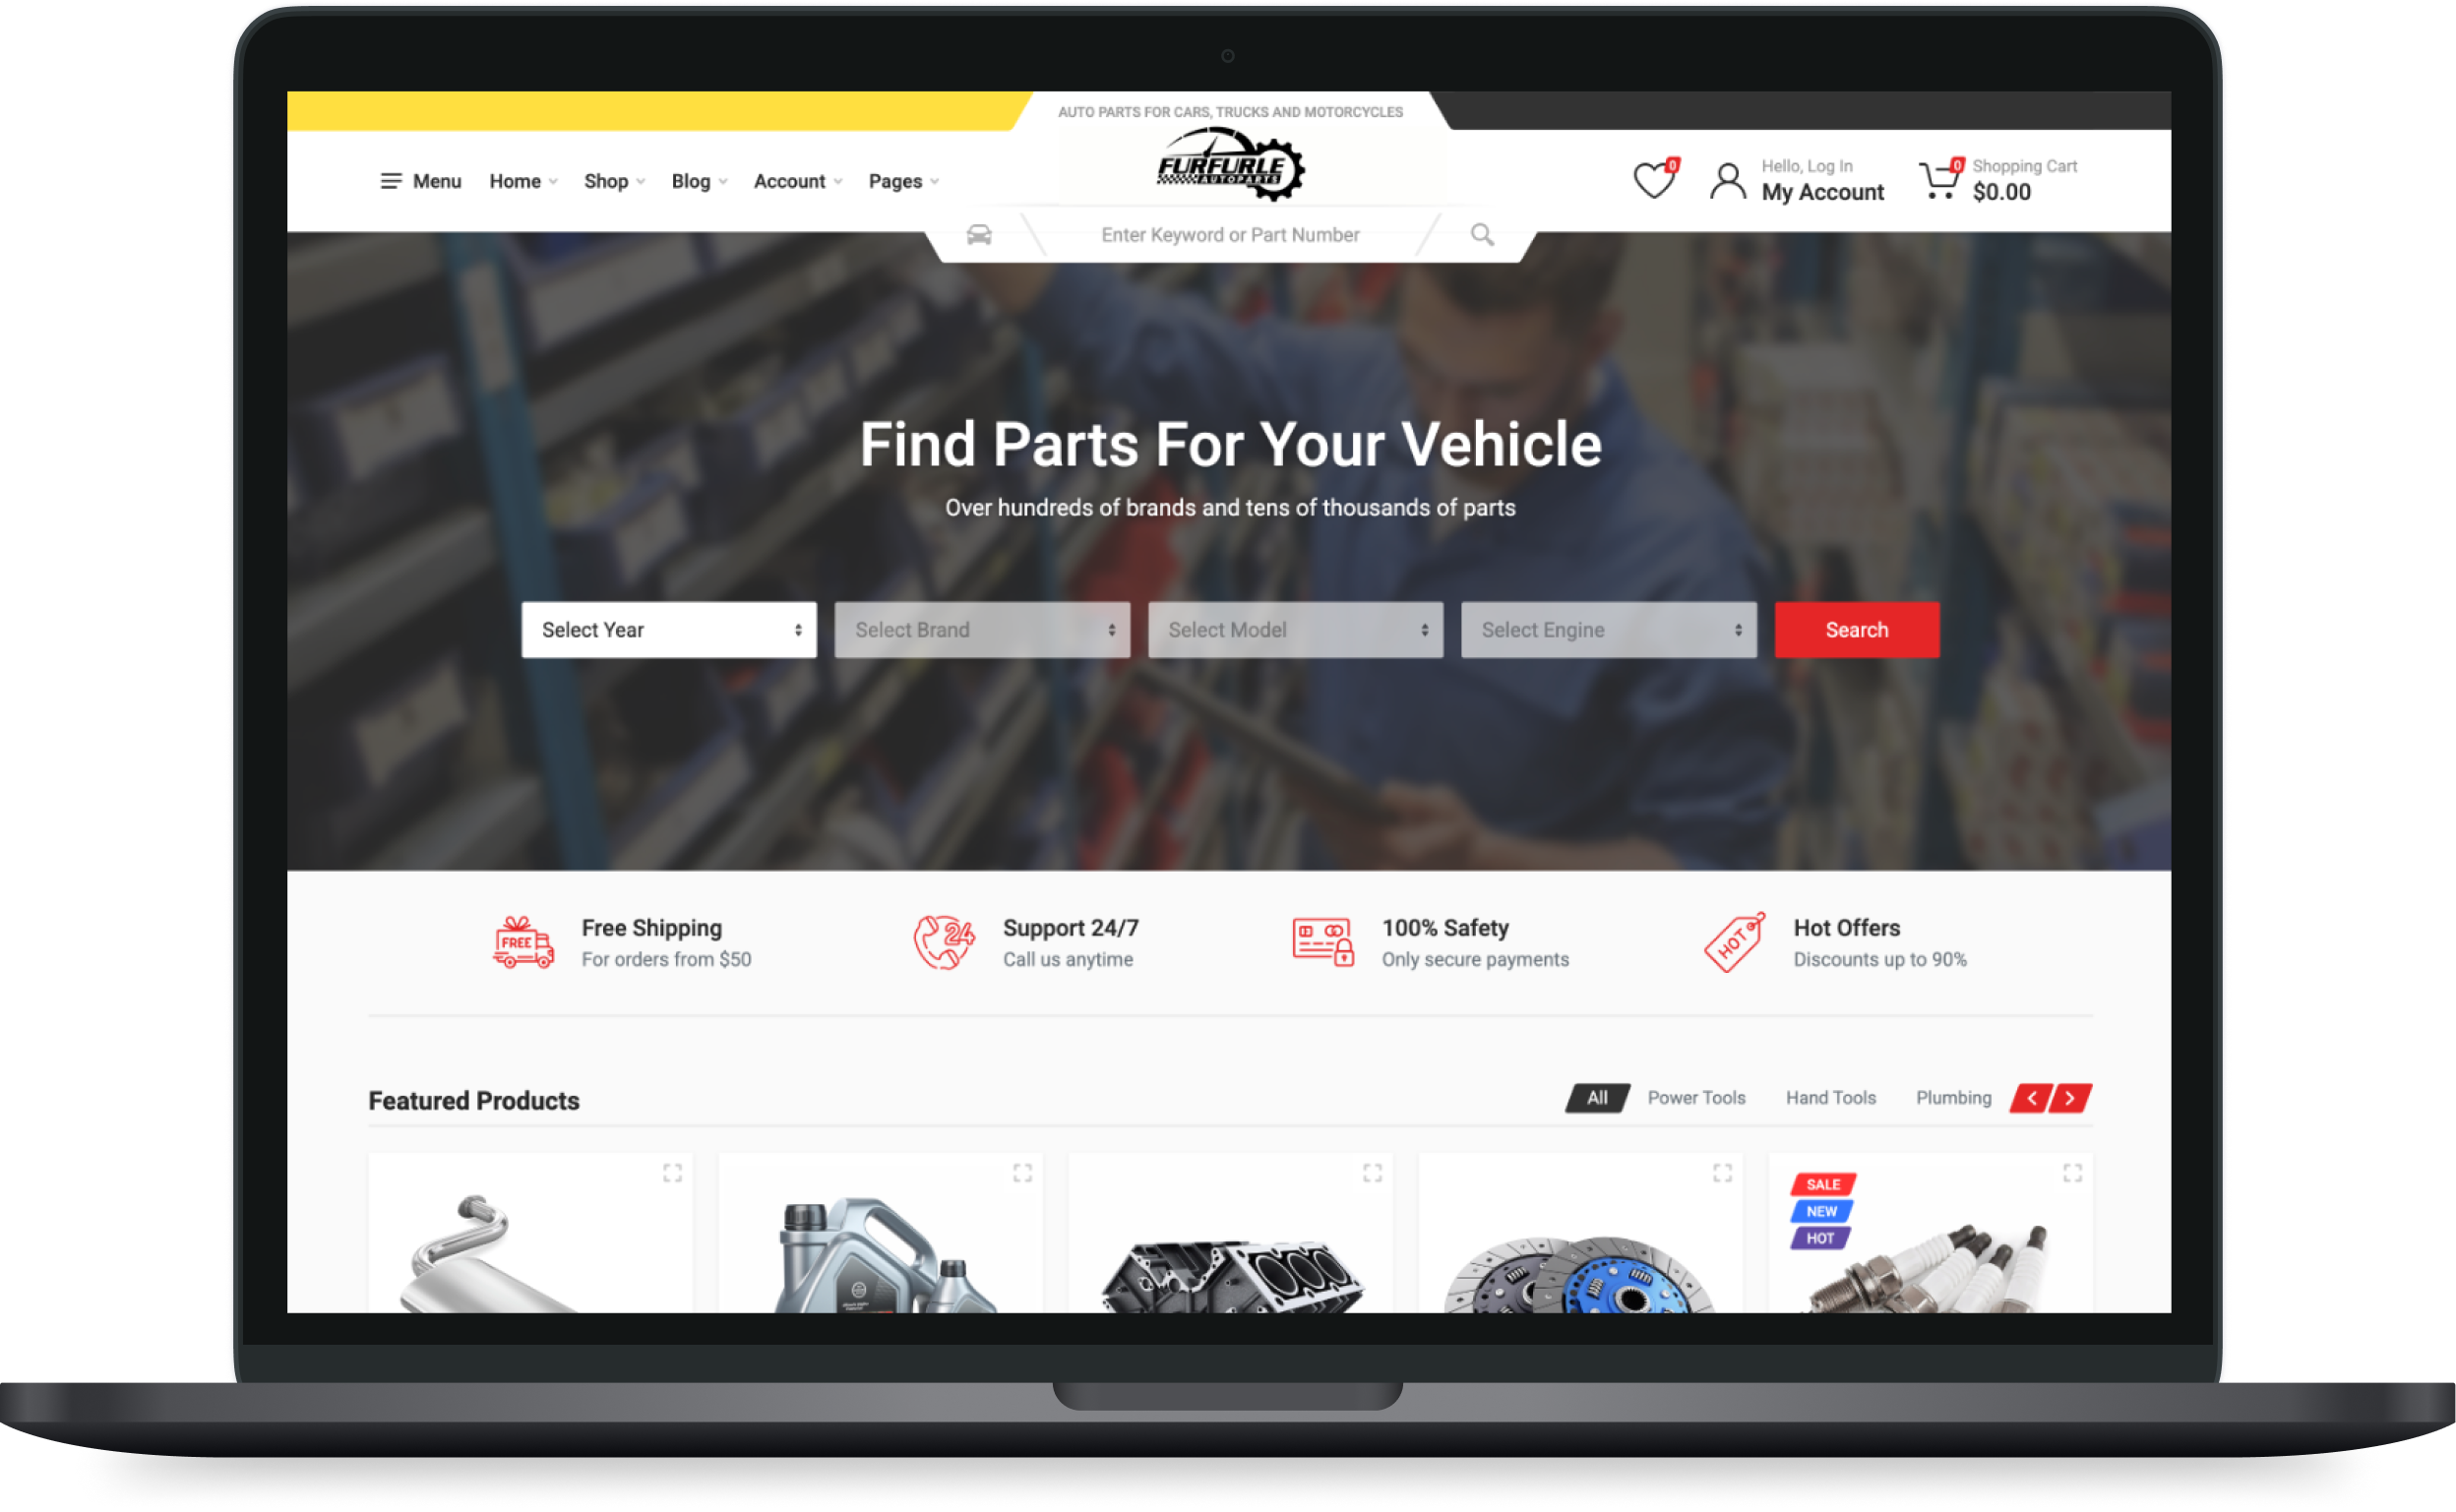 AUTO PARTS FOR CARS, TRUCKS AND MOTORCYCLES
FURFURLE
AUTOPARTS
Menu Home Shop Blog Account Pages
0
Hello, Log In
My Account
0
Shopping Cart
$0.00
Enter Keyword or Part Number
Find Parts For Your Vehicle
Over hundreds of brands and tens of thousands of parts
Select Year Select Brand Select Model Select Engine Search
FREE
Free Shipping
For orders from $50
24
Support 24/7
Call us anytime
100% Safety
Only secure payments
HOT
Hot Offers
Discounts up to 90%
Featured Products
All Power Tools Hand Tools Plumbing
SALE
NEW
HOT